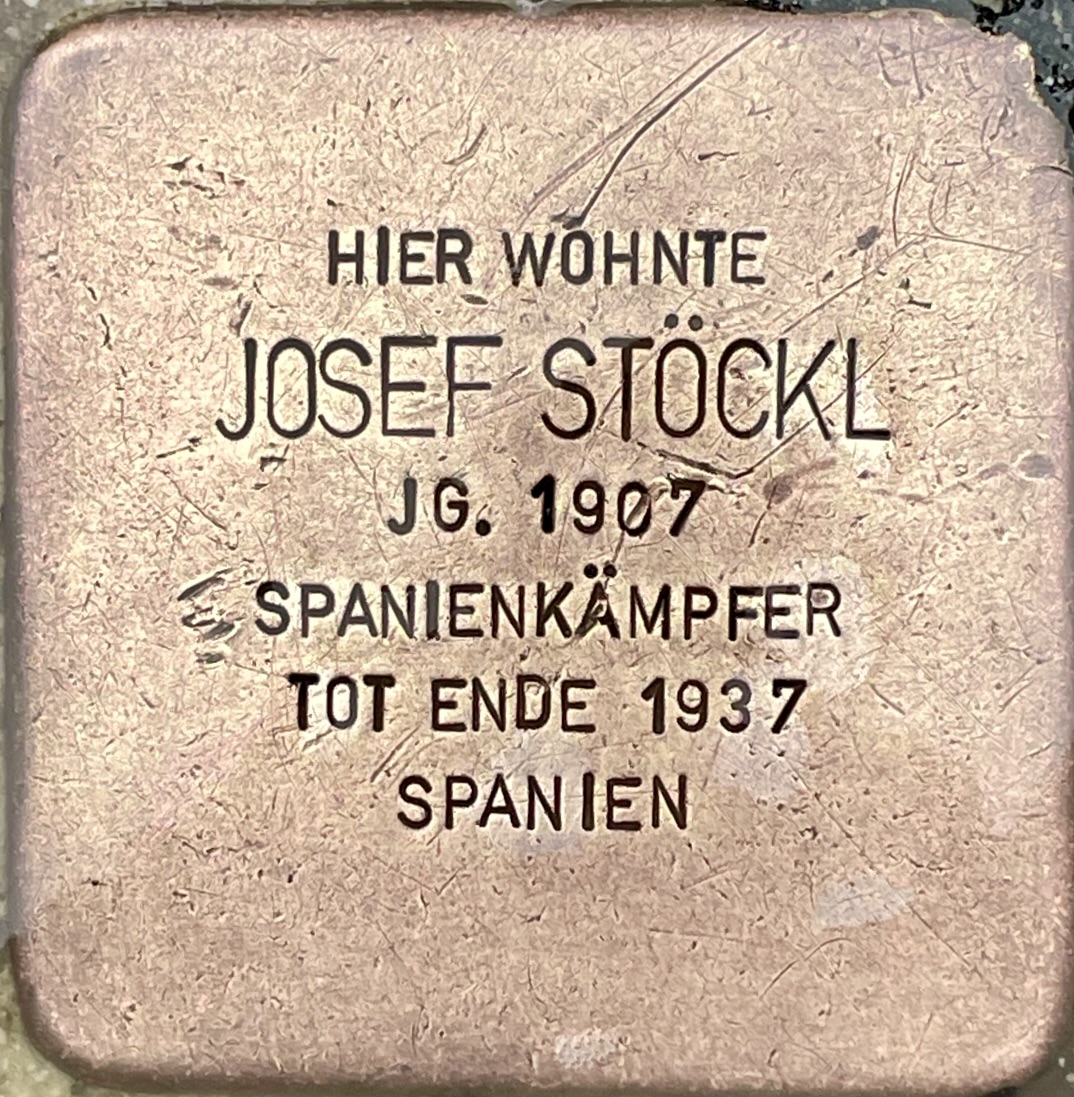 HIER WOHNTE
JOSEF STÖCKL
JG. 1907
SPANIENKÄMPFER
TOT ENDE 1937
SPANIEN